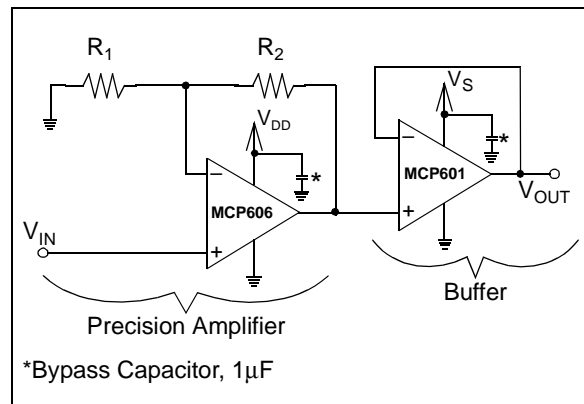 R1
R2
VDD
VS
*
*
−
MCP606
+
−
MCP601
+
VIN
VOUT
Precision Amplifier
Buffer
*Bypass Capacitor, 1μF